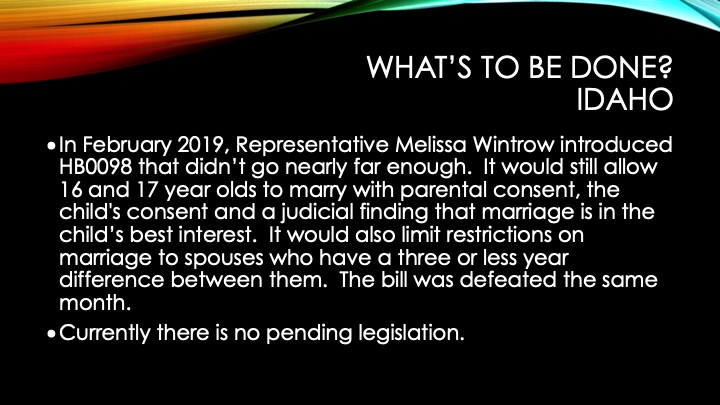 WHAT’S TO BE DONE?
IDAHO
•In February 2019, Representative Melissa Wintrow introduced
HB0098 that didn’t go nearly far enough.  It would still allow
16 and 17 year olds to marry with parental consent, the
child's consent and a judicial finding that marriage is in the
child’s best interest.  It would also limit restrictions on
marriage to spouses who have a three or less year
difference between them.  The bill was defeated the same
month.
•Currently there is no pending legislation.